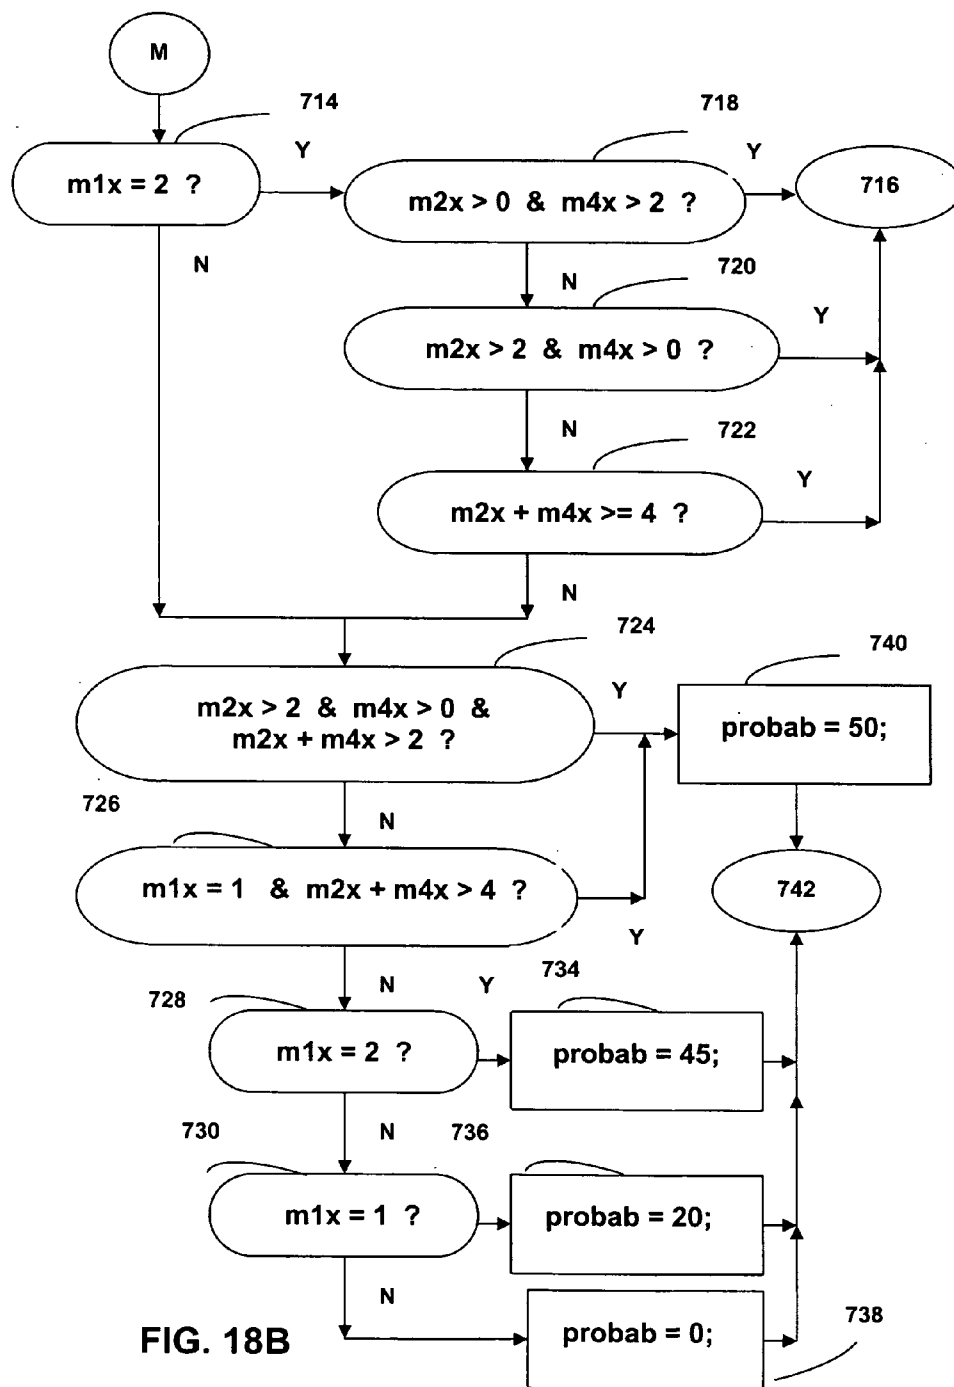 M
714
718
Y
Y
m1x = 2 ?
m2x > 0 & m4x > 2 ?
716
N
N
720
Y
m2x > 2 & m4x > 0 ?
N
722
Y
m2x + m4x >= 4 ?
N
724
740
Y
m2x > 2 & m4x > 0 &
m2x + m4x > 2 ?
probab = 50;
726
N
m1x = 1 & m2x + m4x > 4 ?
742
Y
734
N
Y
728
m1x = 2 ?
probab = 45;
730
N
736
m1x = 1 ?
probab = 20;
N
FIG. 18B
probab = 0;
738